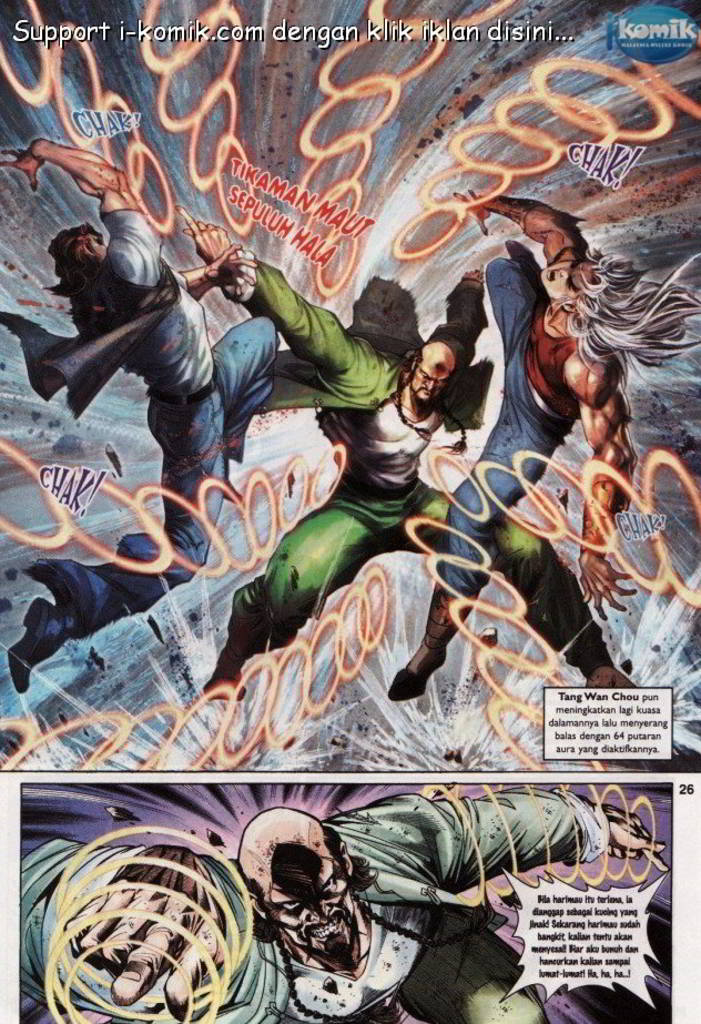 Support i-komik.com dengan klik iklan disini...
komik
CHAK!
CHAK!
TIKAMAN MAUT
SEPULUH HALA
CHAK!
CHAK!
Tang Wan Chou pun
meningkatkan lagi kuasa
dalamannya lalu menyerang
balas dengan 64 putaran
aura yang diaktifkannya.
26
Bila harimau itu terlena, ia
dianggap sebagai kucing yang
jinak! Sekarang harimau sudah
bangkit, kalian tentu akan
menyesal! Biar aku bunuh dan
hancurkan kalian sampai
lumat-lumat! Ha, ha, ha...!